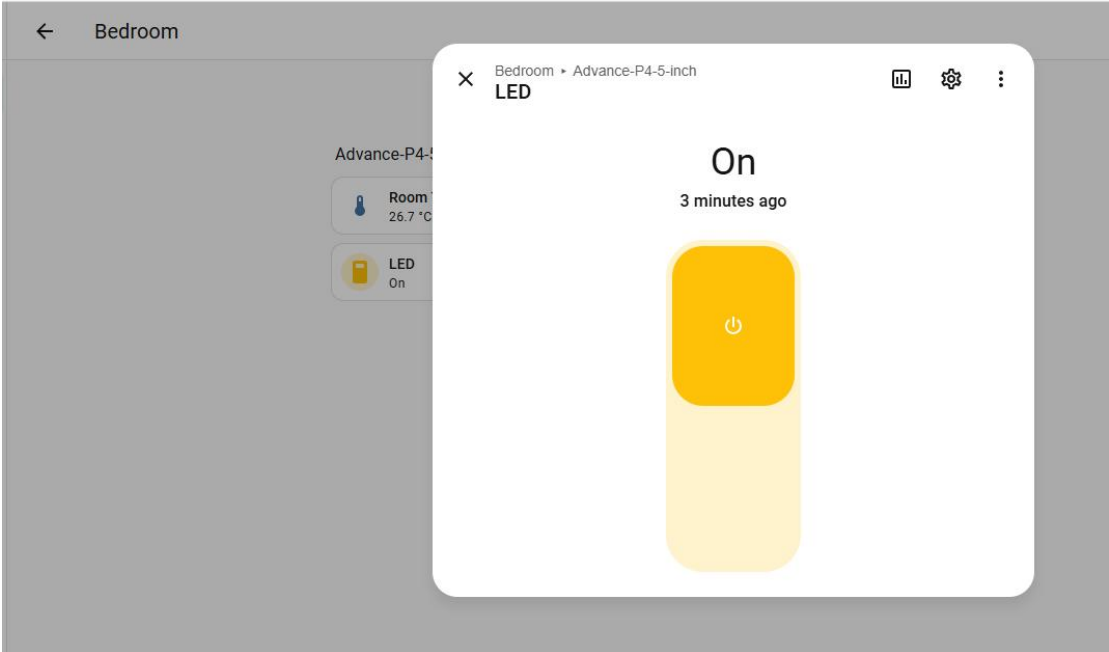 Bedroom
Bedroom ▸ Advance-P4-5-inch
LED
On
3 minutes ago
Advance-P4-5
Room
26.7 °C
LED
On